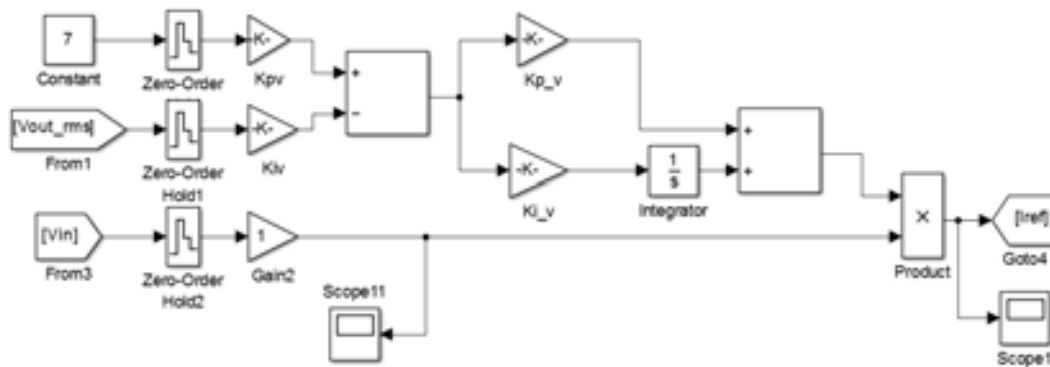 7
Constant
Zero-Order
-K-
Kpv
+
−
-K-
Kp_v
[Vout_rms]
From1
Zero-Order
Hold1
-K-
Kiv
-K-
Ki_v
1
s
Integrator
+
+
[Vin]
From3
Zero-Order
Hold2
1
Gain2
Scope11
×
Product
[Iref]
Goto4
Scope1